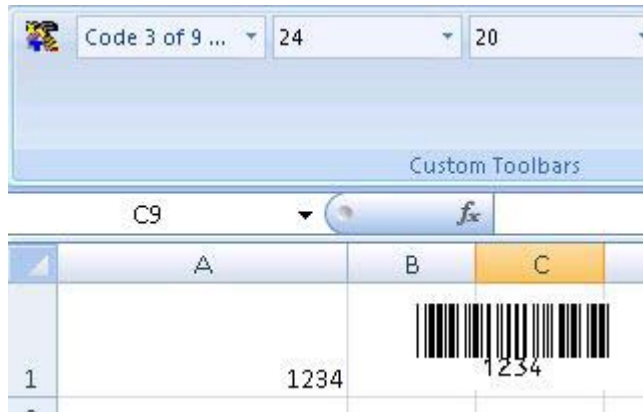 Code 3 of 9 ... 24 20
Custom Toolbars
C9 fx
A B C
1 1234 1234